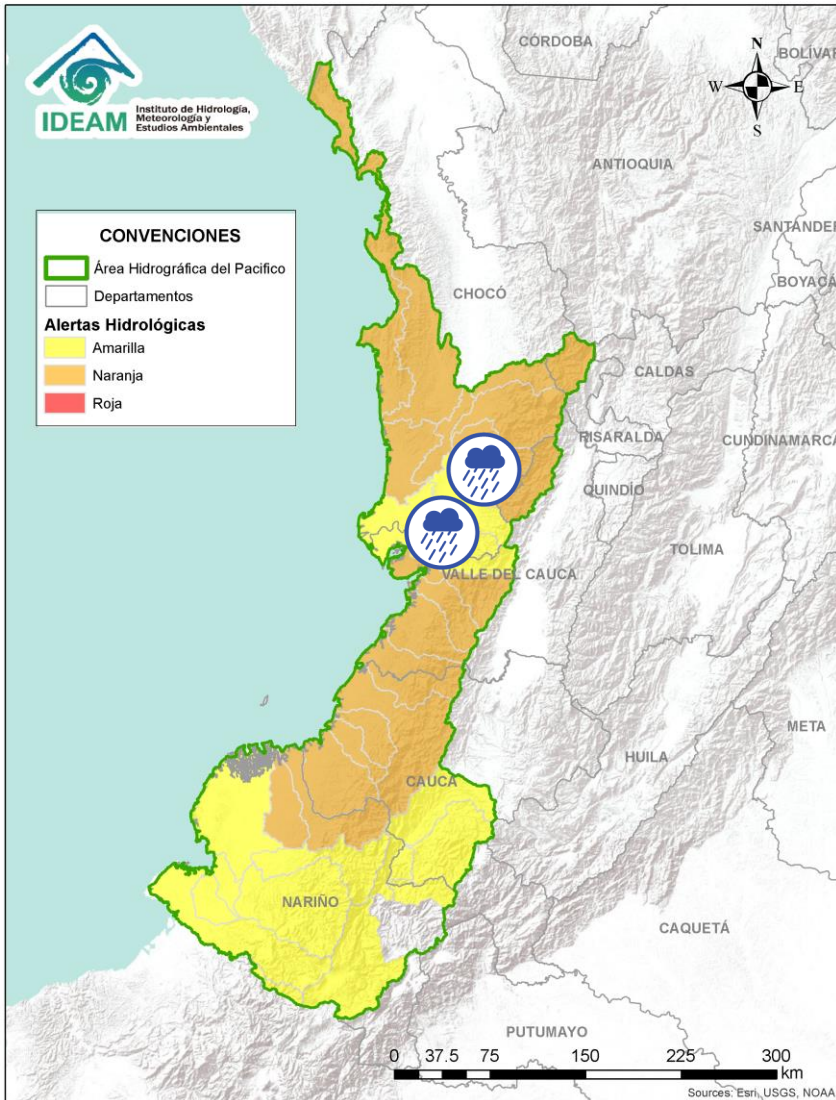 IDEAM
Instituto de Hidrología,
Meteorología y
Estudios Ambientales
CÓRDOBA
BOLÍVAR
N
W
E
S
ANTIOQUIA
SANTANDER
BOYACÁ
CONVENCIONES
Área Hidrográfica del Pacifico
Departamentos
Alertas Hidrológicas
Amarilla
Naranja
Roja
CHOCÓ
CALDAS
RISARALDA
CUNDINAMARCA
QUINDÍO
TOLIMA
VALLE DEL CAUCA
META
HUILA
CAUCA
NARIÑO
CAQUETÁ
PUTUMAYO
0 37.5 75 150 225 300
km
Sources: Esri, USGS, NOAA